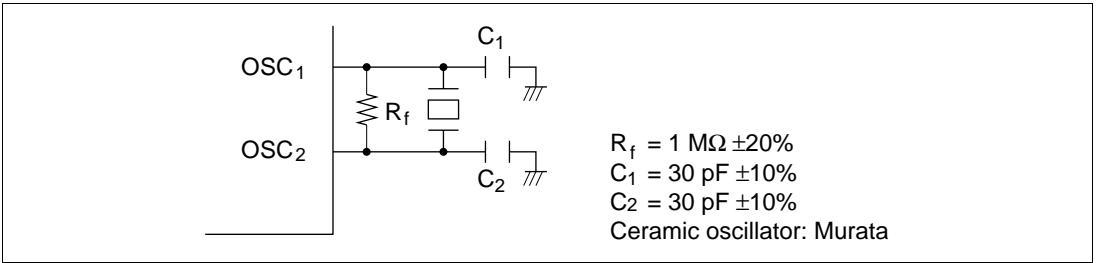 C1
OSC1
Rf
OSC2
C2
Rf = 1 MΩ ±20%
C1 = 30 pF ±10%
C2 = 30 pF ±10%
Ceramic oscillator: Murata